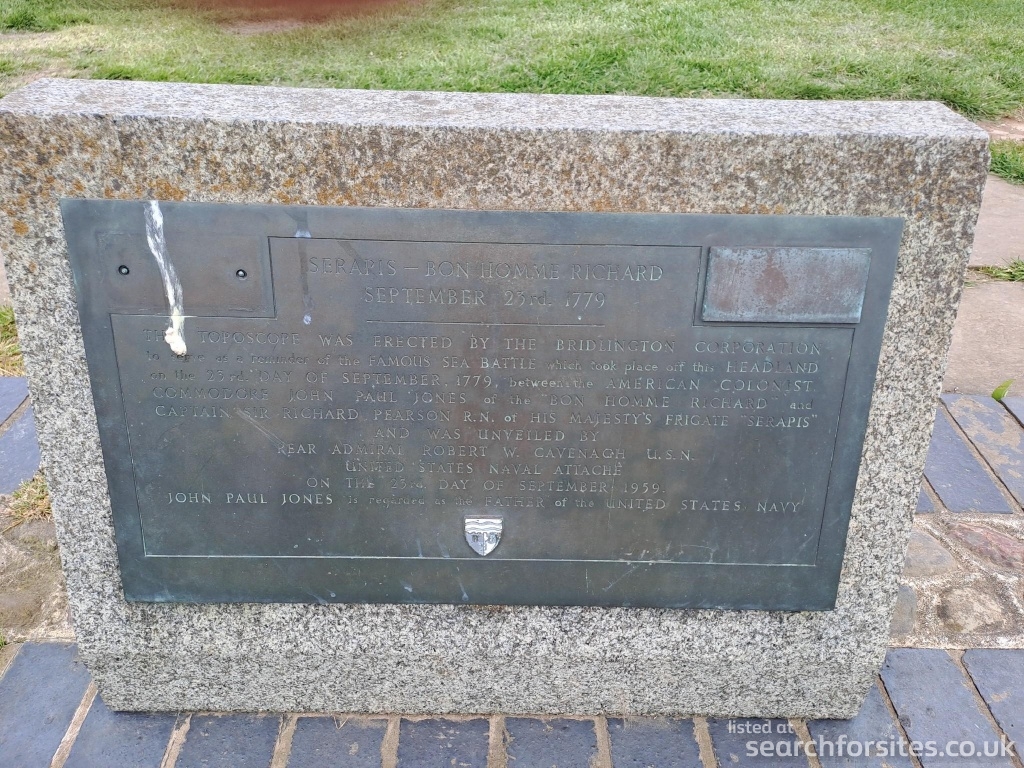 SERAPIS — BON HOMME RICHARD
SEPTEMBER 23rd. 1779
THIS TOPOSCOPE WAS ERECTED BY THE BRIDLINGTON CORPORATION
to serve as a reminder of the FAMOUS SEA BATTLE which took place off this HEADLAND
on the 23rd. DAY OF SEPTEMBER, 1779, between the AMERICAN COLONIST
COMMODORE JOHN PAUL JONES of the "BON HOMME RICHARD" and
CAPTAIN SIR RICHARD PEARSON R.N. of HIS MAJESTY'S FRIGATE "SERAPIS"
AND WAS UNVEILED BY
REAR ADMIRAL ROBERT W. CAVENAGH U.S.N.
UNITED STATES NAVAL ATTACHÉ
ON THE 23rd. DAY OF SEPTEMBER 1959.
JOHN PAUL JONES is regarded as the FATHER of the UNITED STATES NAVY
listed at
searchforsites.co.uk